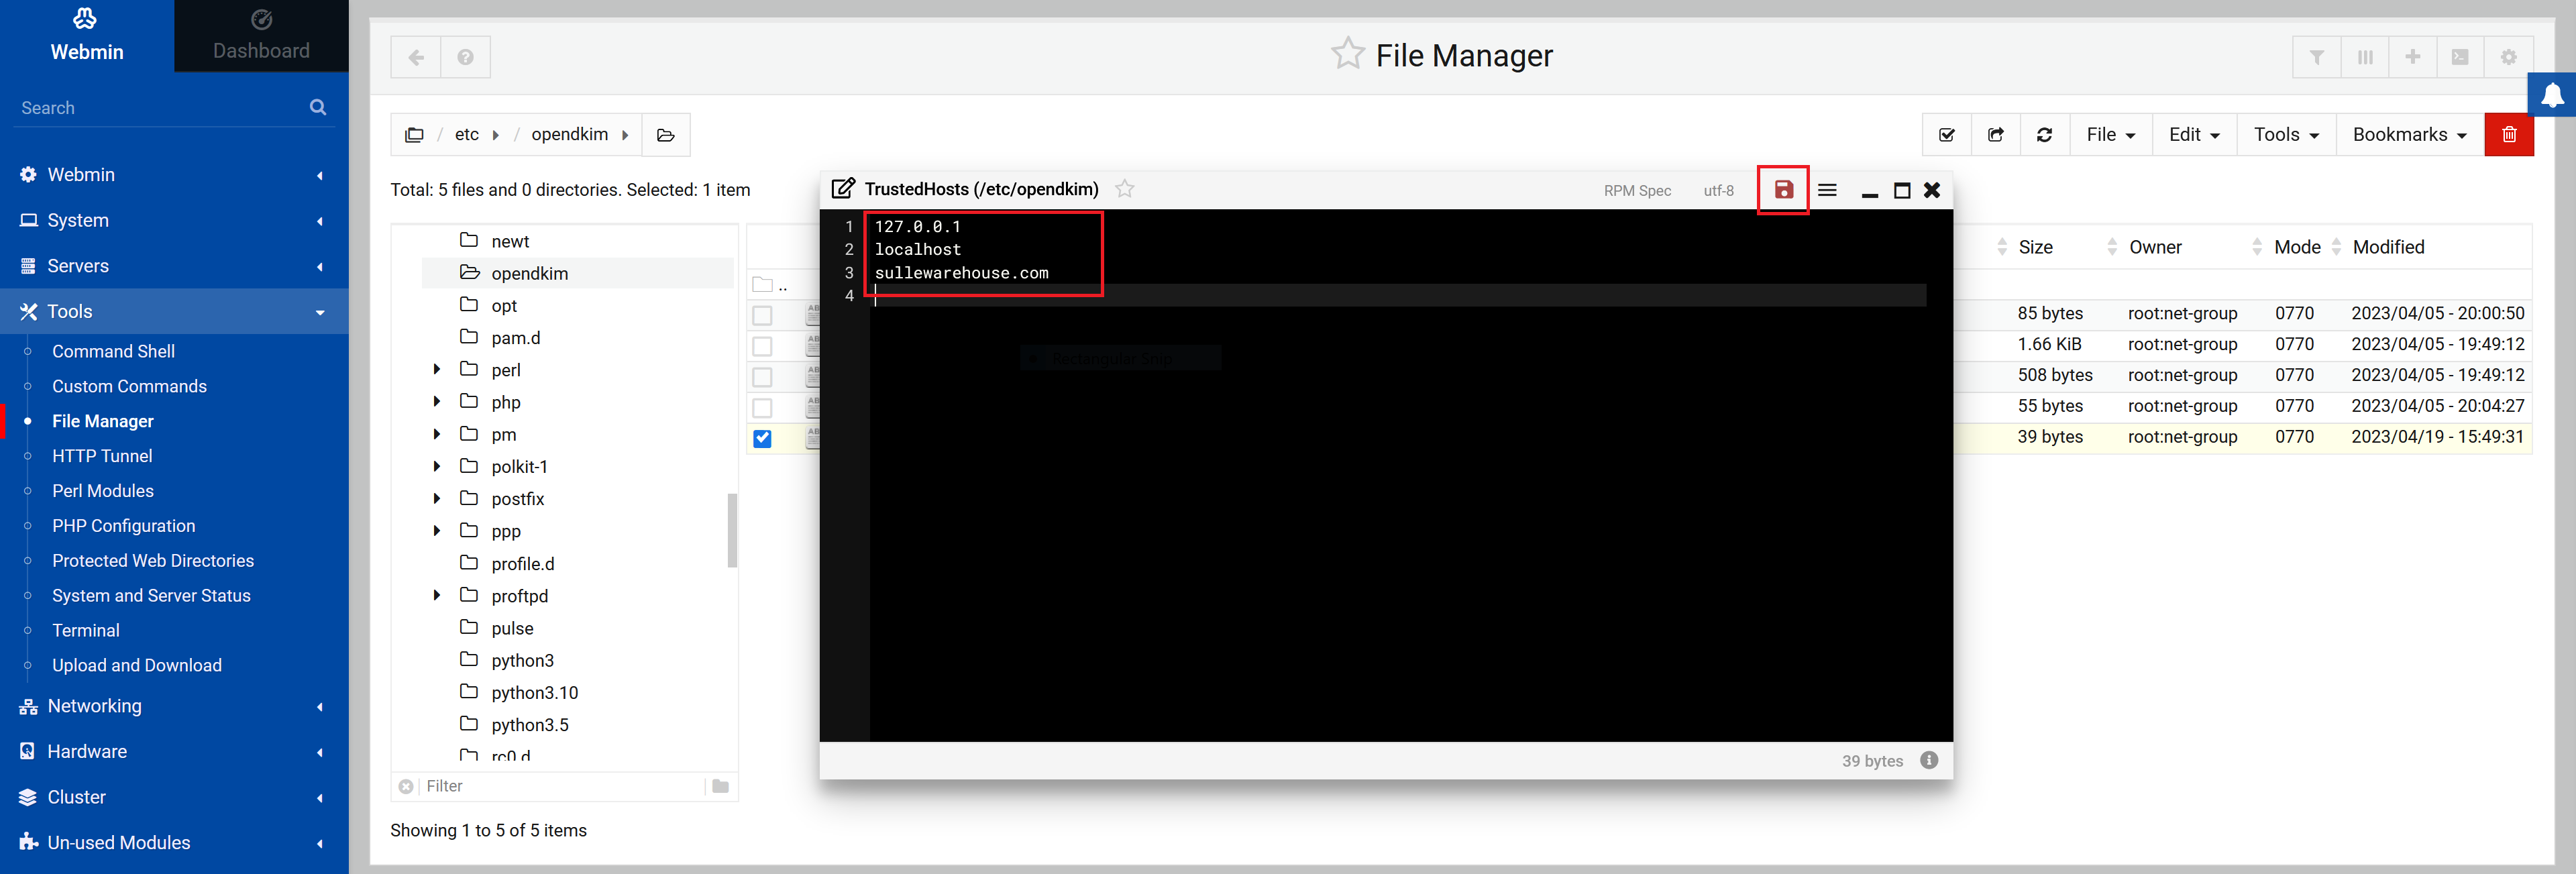 Webmin
Dashboard
Search
Webmin
System
Servers
Tools
Command Shell
Custom Commands
File Manager
HTTP Tunnel
Perl Modules
PHP Configuration
Protected Web Directories
System and Server Status
Terminal
Upload and Download
Networking
Hardware
Cluster
Un-used Modules
File Manager
/ etc / opendkim
File Edit Tools Bookmarks
Total: 5 files and 0 directories. Selected: 1 item
newt
opendkim
opt
pam.d
perl
php
pm
polkit-1
postfix
ppp
profile.d
proftpd
pulse
python3
python3.10
python3.5
rc0.d
Filter
Showing 1 to 5 of 5 items
..
TrustedHosts (/etc/opendkim) RPM Spec utf-8
1 127.0.0.1
2 localhost
3 sullewarehouse.com
4
Rectangular Snip
39 bytes
Size Owner Mode Modified
85 bytes root:net-group 0770 2023/04/05 - 20:00:50
1.66 KiB root:net-group 0770 2023/04/05 - 19:49:12
508 bytes root:net-group 0770 2023/04/05 - 19:49:12
55 bytes root:net-group 0770 2023/04/05 - 20:04:27
39 bytes root:net-group 0770 2023/04/19 - 15:49:31